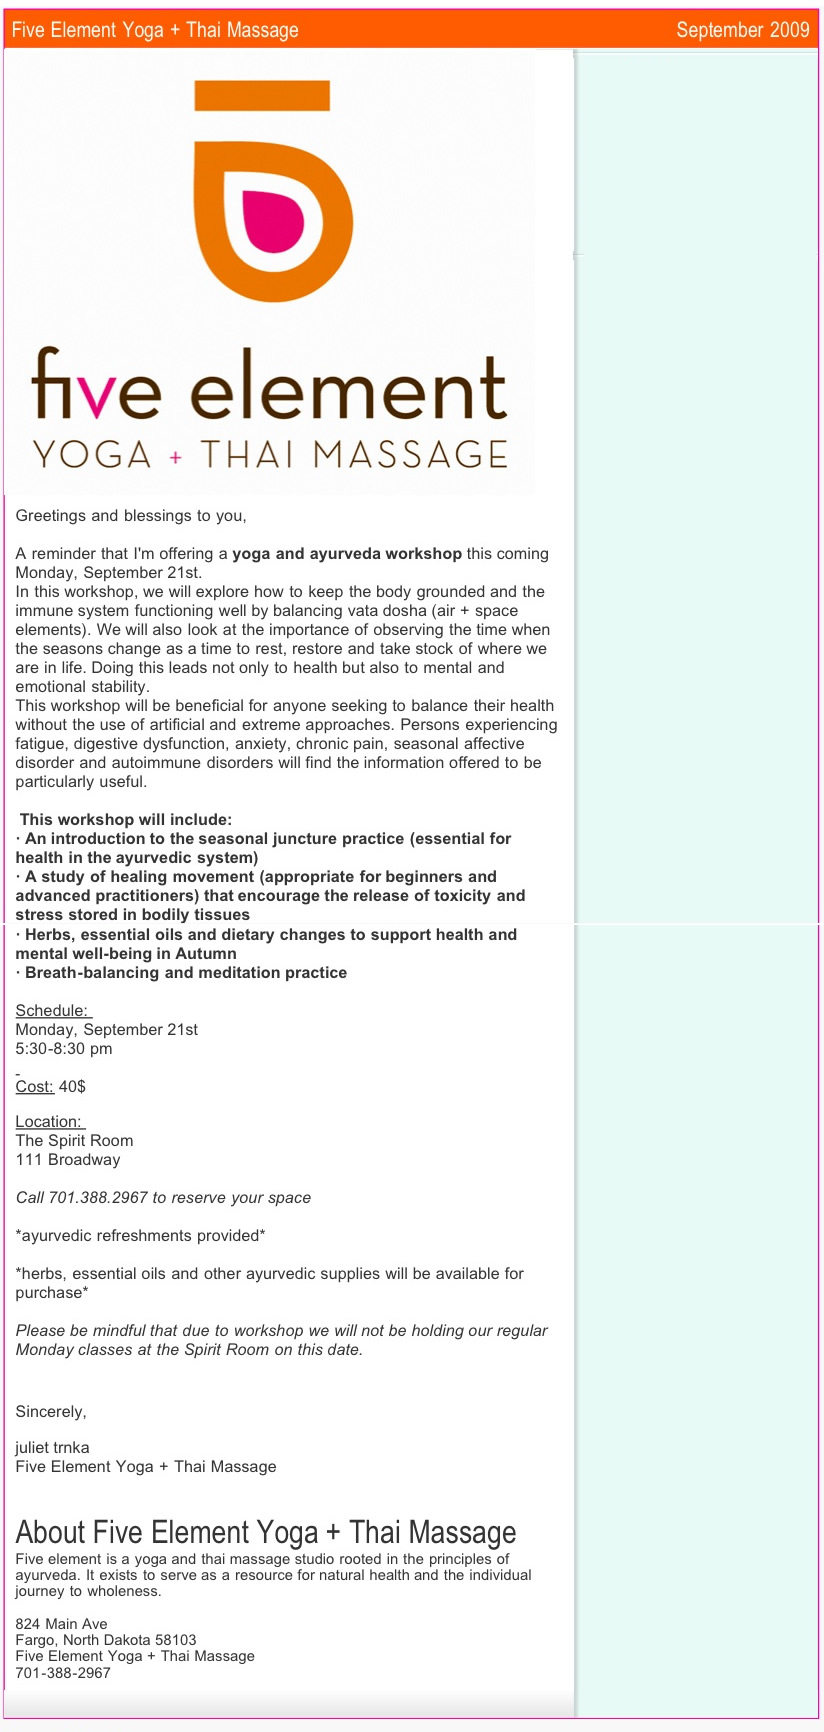 Five Element Yoga + Thai Massage September 2009
five element
YOGA + THAI MASSAGE
Greetings and blessings to you,
A reminder that I'm offering a yoga and ayurveda workshop this coming
Monday, September 21st.
In this workshop, we will explore how to keep the body grounded and the
immune system functioning well by balancing vata dosha (air + space
elements). We will also look at the importance of observing the time when
the seasons change as a time to rest, restore and take stock of where we
are in life. Doing this leads not only to health but also to mental and
emotional stability.
This workshop will be beneficial for anyone seeking to balance their health
without the use of artificial and extreme approaches. Persons experiencing
fatigue, digestive dysfunction, anxiety, chronic pain, seasonal affective
disorder and autoimmune disorders will find the information offered to be
particularly useful.
This workshop will include:
· An introduction to the seasonal juncture practice (essential for
health in the ayurvedic system)
· A study of healing movement (appropriate for beginners and
advanced practitioners) that encourage the release of toxicity and
stress stored in bodily tissues
· Herbs, essential oils and dietary changes to support health and
mental well-being in Autumn
· Breath-balancing and meditation practice
Schedule:
Monday, September 21st
5:30-8:30 pm
Cost: 40$
Location:
The Spirit Room
111 Broadway
Call 701.388.2967 to reserve your space
*ayurvedic refreshments provided*
*herbs, essential oils and other ayurvedic supplies will be available for
purchase*
Please be mindful that due to workshop we will not be holding our regular
Monday classes at the Spirit Room on this date.
Sincerely,
juliet trnka
Five Element Yoga + Thai Massage
About Five Element Yoga + Thai Massage
Five element is a yoga and thai massage studio rooted in the principles of
ayurveda. It exists to serve as a resource for natural health and the individual
journey to wholeness.
824 Main Ave
Fargo, North Dakota 58103
Five Element Yoga + Thai Massage
701-388-2967